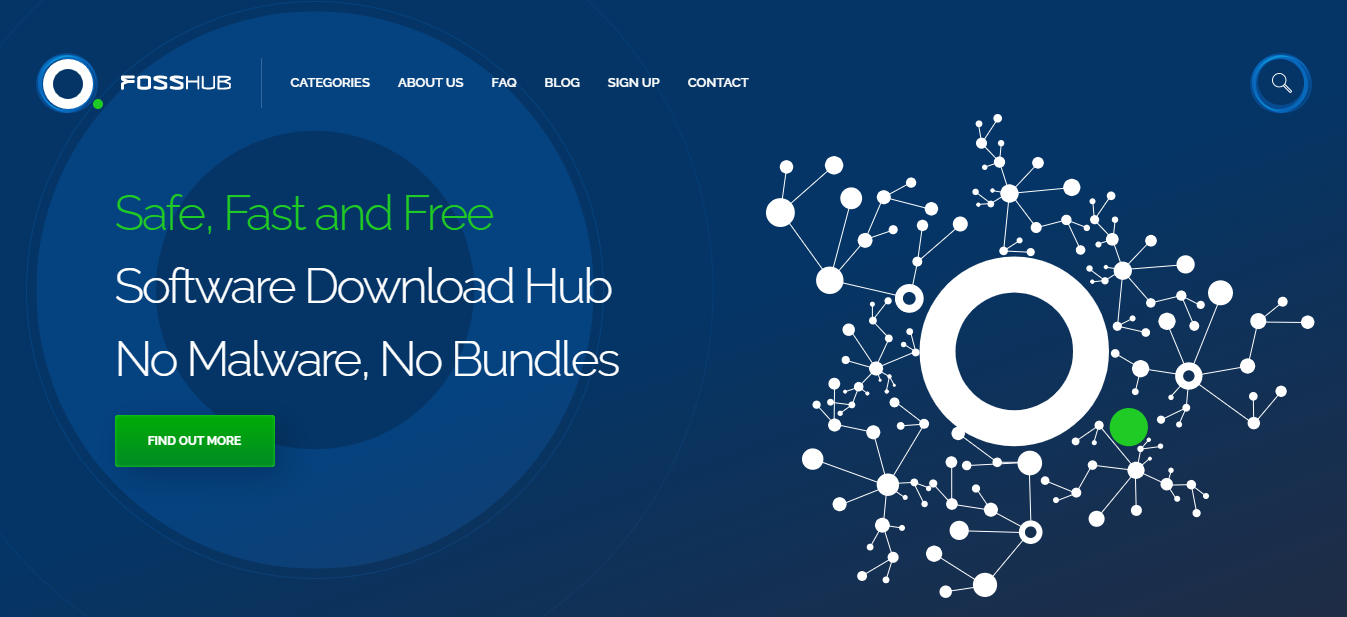 FOSSHUB
CATEGORIES ABOUT US FAQ BLOG SIGN UP CONTACT
Safe, Fast and Free
Software Download Hub
No Malware, No Bundles
FIND OUT MORE